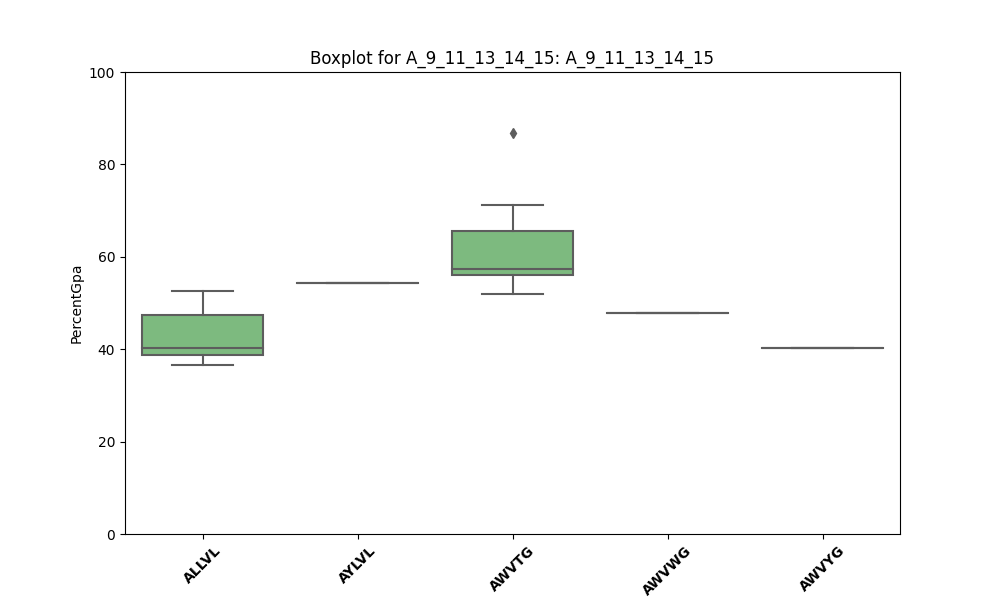 Boxplot for A_9_11_13_14_15: A_9_11_13_14_15
100
80
60
40
20
0
PercentGpa
ALLVL
AYLVL
AWVTG
AWVWG
AWVYG